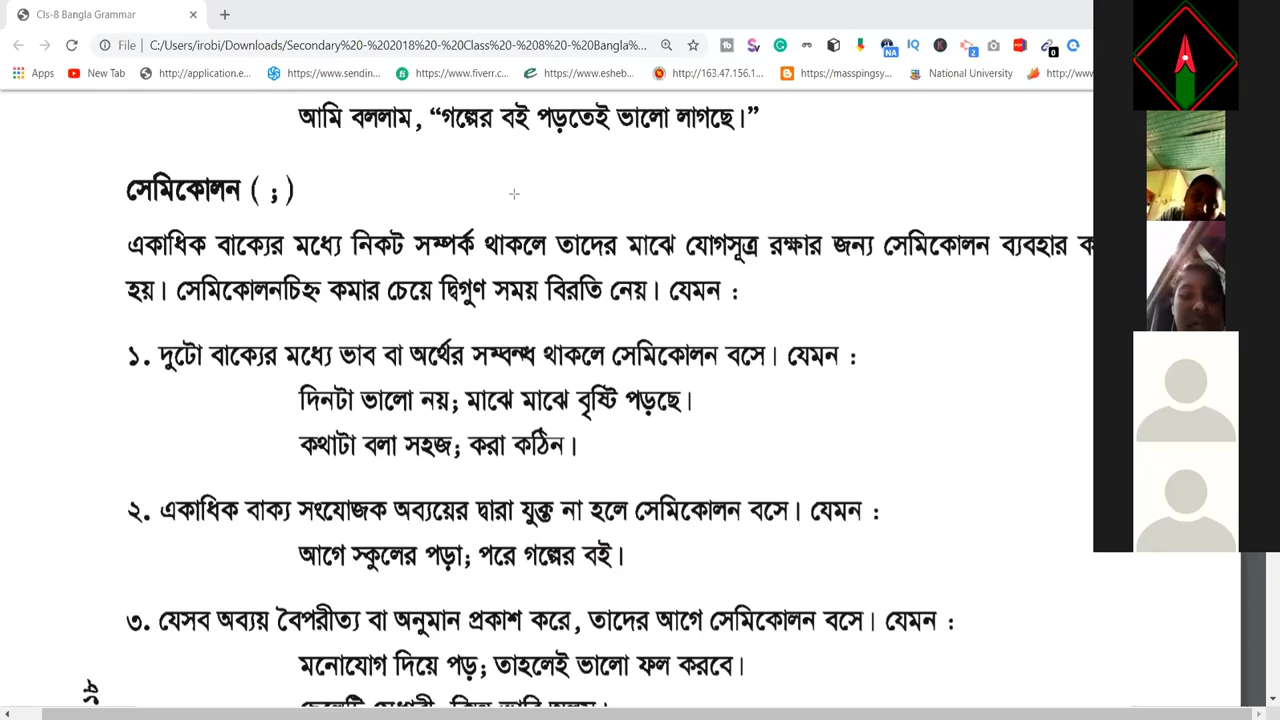 Cls-8 Bangla Grammar
File | C:/Users/irobi/Downloads/Secondary%20-%202018%20-%20Class%20-%208%20-%20Bangla%...
Apps New Tab http://application.e... https://www.sendin... https://www.fiverr.c... https://www.esheb... http://163.47.156.1... https://masspingsy... National University http://www
আমি বললাম, “গল্পের বই পড়তেই ভালো লাগছে।”
সেমিকোলন ( ; )
একাধিক বাক্যের মধ্যে নিকট সম্পর্ক থাকলে তাদের মাঝে যোগসূত্র রক্ষার জন্য সেমিকোলন ব্যবহার
হয়। সেমিকোলনচিহ্ন কমার চেয়ে দ্বিগুণ সময় বিরতি নেয়। যেমন :
১. দুটো বাক্যের মধ্যে ভাব বা অর্থের সম্বন্ধ থাকলে সেমিকোলন বসে। যেমন :
দিনটা ভালো নয়; মাঝে মাঝে বৃষ্টি পড়ছে।
কথাটা বলা সহজ; করা কঠিন।
২. একাধিক বাক্য সংযোজক অব্যয়ের দ্বারা যুক্ত না হলে সেমিকোলন বসে। যেমন :
আগে স্কুলের পড়া; পরে গল্পের বই।
৩. যেসব অব্যয় বৈপরীত্য বা অনুমান প্রকাশ করে, তাদের আগে সেমিকোলন বসে। যেমন :
মনোযোগ দিয়ে পড়; তাহলেই ভালো ফল করবে।